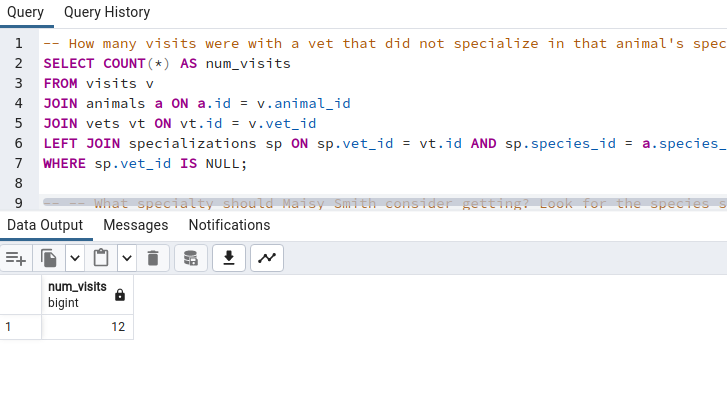 Query Query History
1 -- How many visits were with a vet that did not specialize in that animal's spec
2 SELECT COUNT(*) AS num_visits
3 FROM visits v
4 JOIN animals a ON a.id = v.animal_id
5 JOIN vets vt ON vt.id = v.vet_id
6 LEFT JOIN specializations sp ON sp.vet_id = vt.id AND sp.species_id = a.species_
7 WHERE sp.vet_id IS NULL;
8
9 -- -- What specialty should Maisy Smith consider getting? Look for the species s
Data Output Messages Notifications
num_visits
bigint
1 12